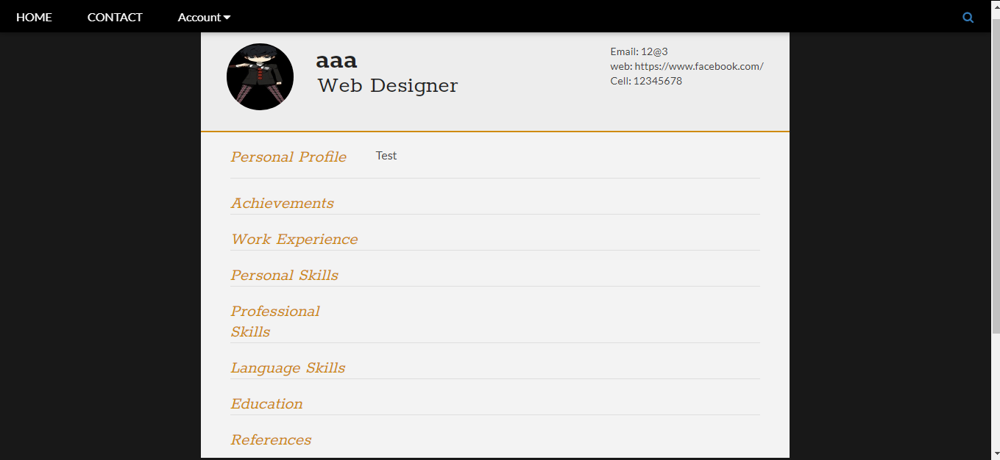 HOME CONTACT Account
aaa
Web Designer
Email: 12@3
web: https://www.facebook.com/
Cell: 12345678
Personal Profile
Test
Achievements
Work Experience
Personal Skills
Professional
Skills
Language Skills
Education
References